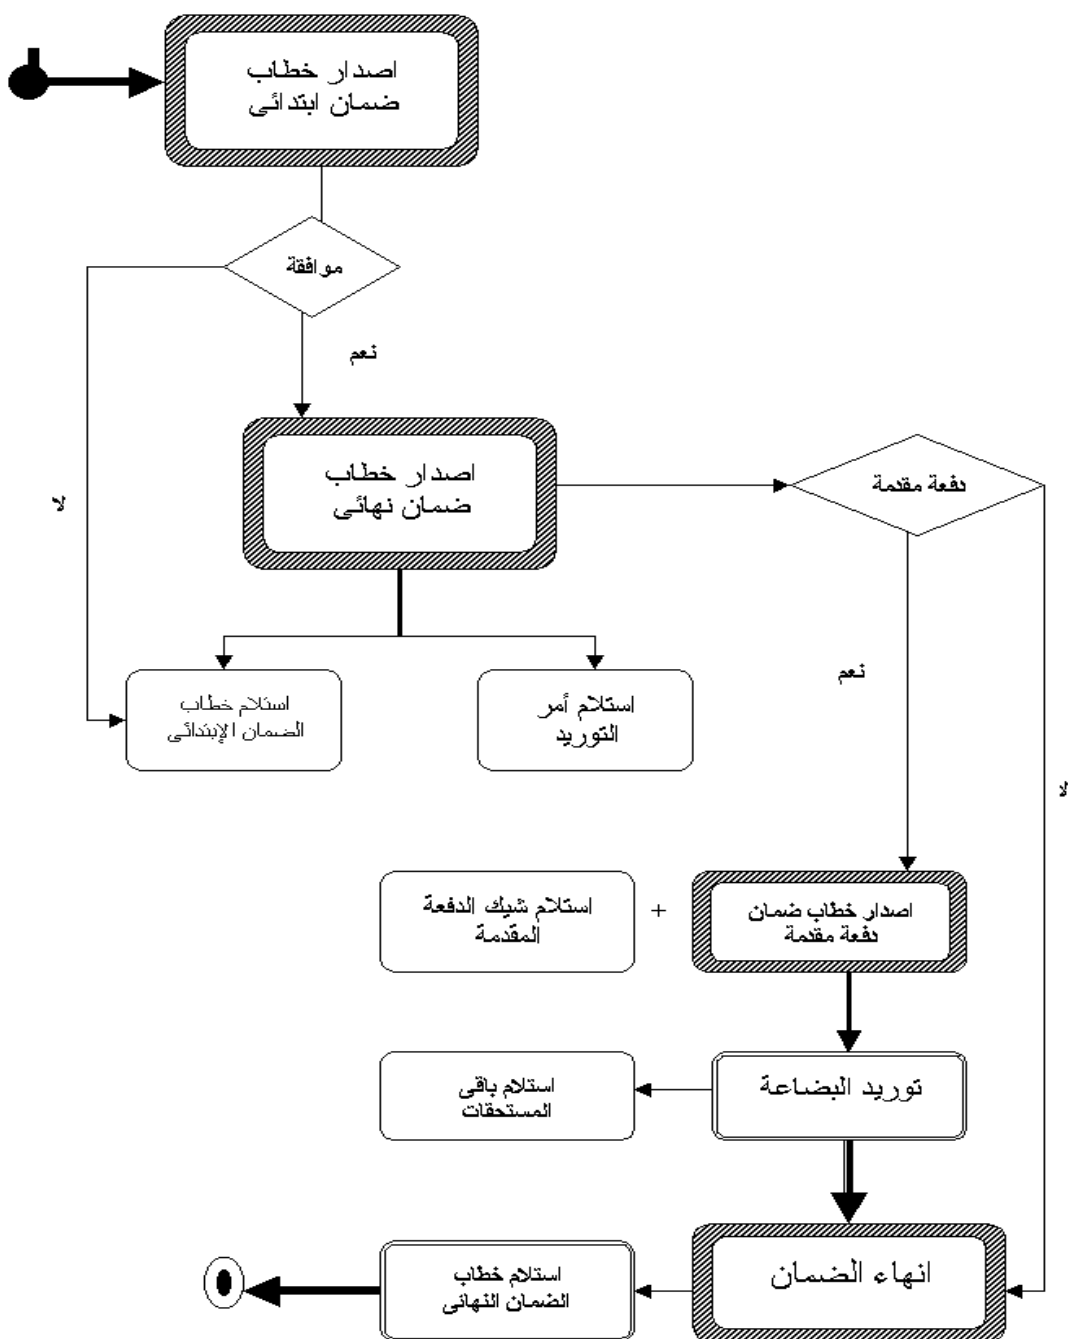 اصدار خطاب
ضمان ابتدائى
موافقة
نعم
اصدار خطاب
ضمان نهائى
دفعة مقدمة
لا
استلام خطاب
الضمان الإبتدائى
استلام أمر
التوريد
نعم
لا
استلام شيك الدفعة
المقدمة
+
اصدار خطاب ضمان
دفعة مقدمة
استلام باقى
المستحقات
توريد البضاعة
استلام خطاب
الضمان النهائى
انهاء الضمان